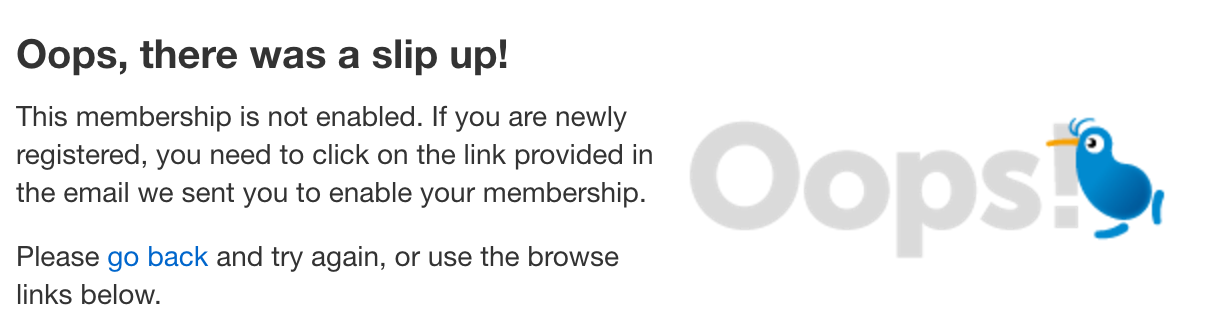 Oops, there was a slip up!
This membership is not enabled. If you are newly
registered, you need to click on the link provided in
the email we sent you to enable your membership.
Please go back and try again, or use the browse
links below.
Oops!